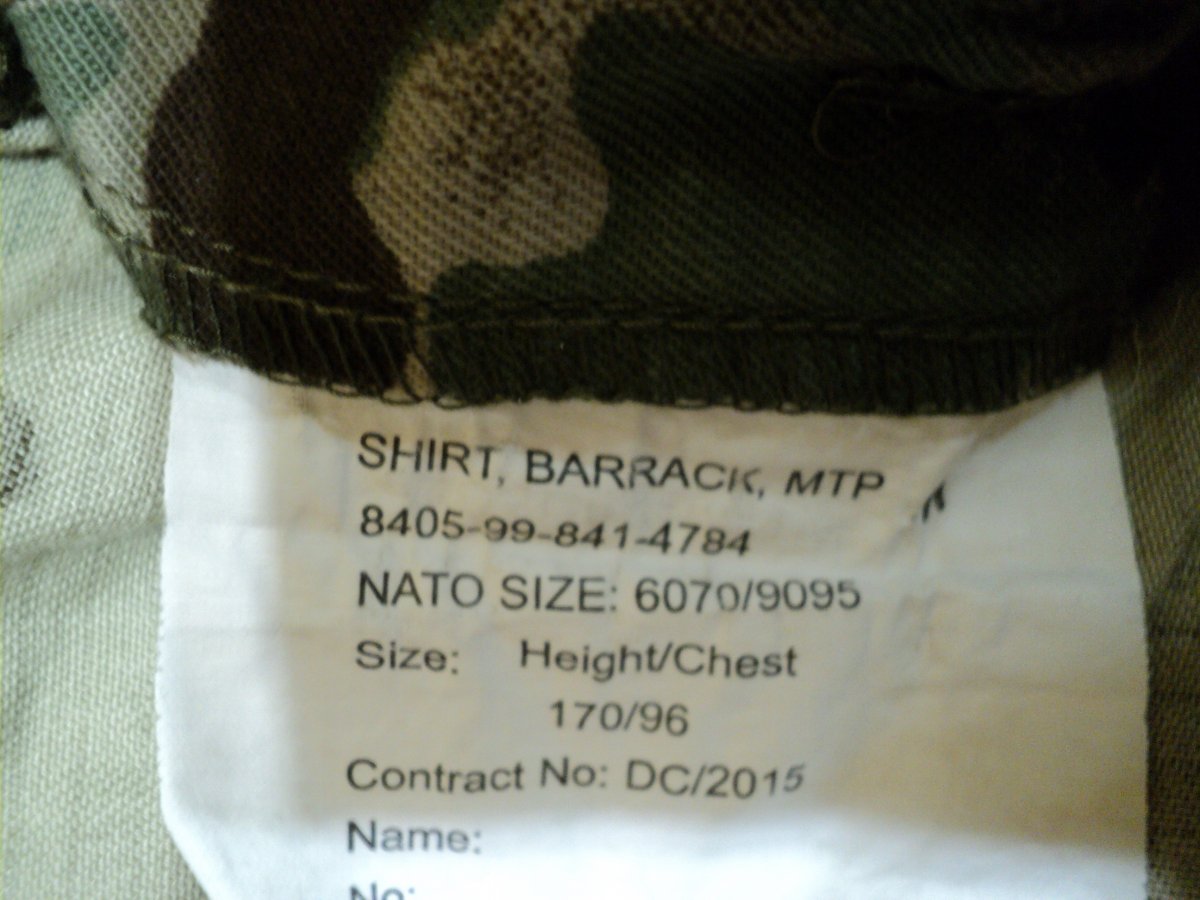 SHIRT, BARRACK, MTP
8405-99-841-4784
NATO SIZE: 6070/9095
Size: Height/Chest
170/96
Contract No: DC/2015
Name:
No: